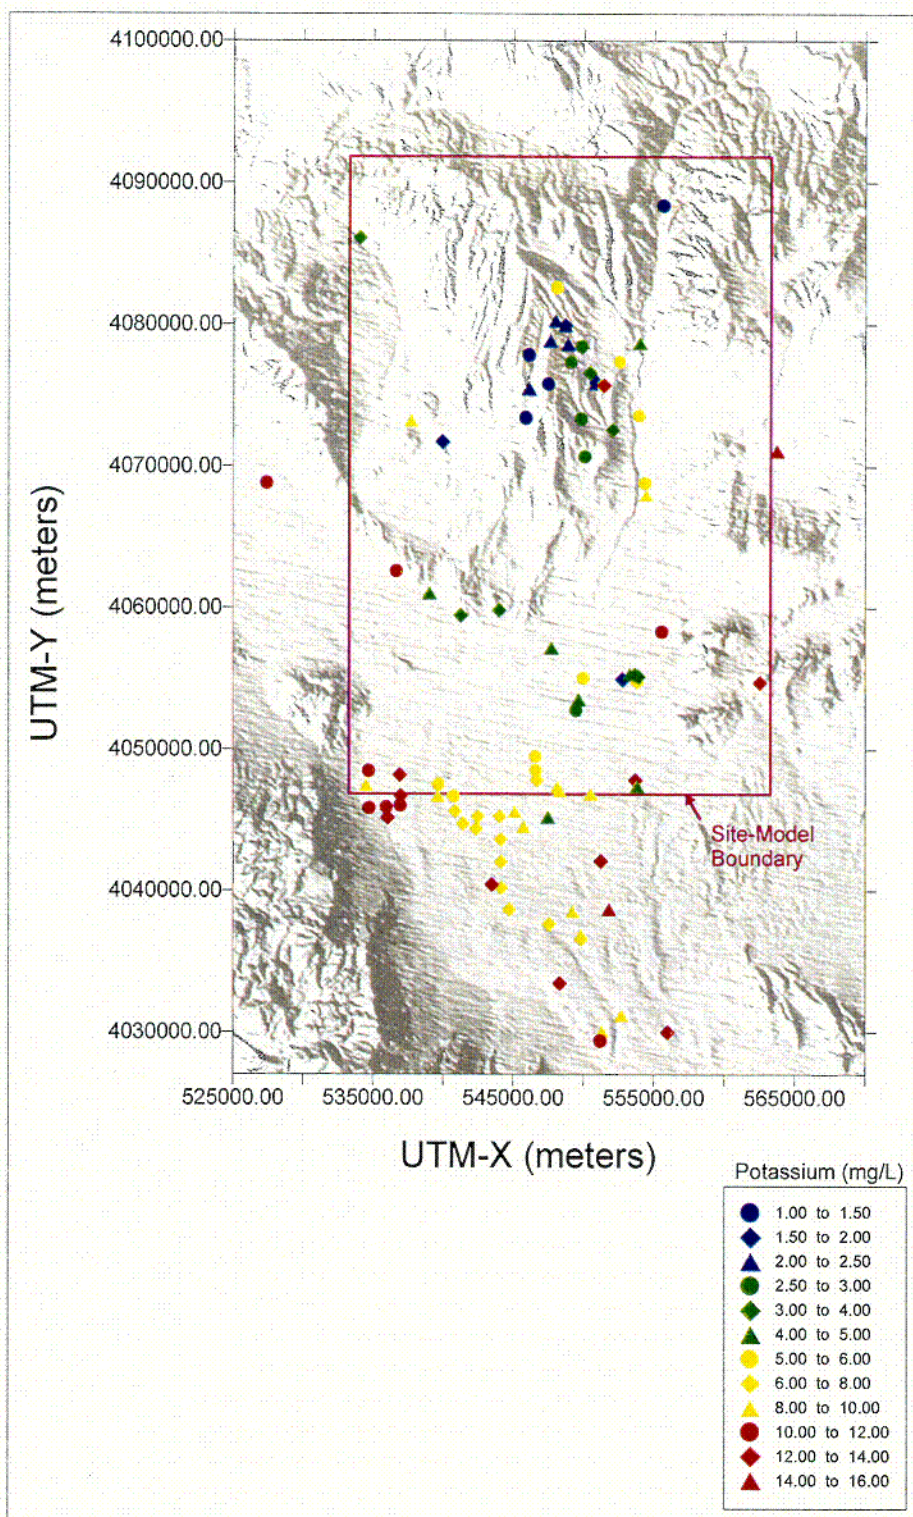 4100000.00
4090000.00
4080000.00
4070000.00
4060000.00
4050000.00
4040000.00
4030000.00
UTM-Y (meters)
Site-Model
Boundary
525000.00 535000.00 545000.00 555000.00 565000.00
UTM-X (meters)
Potassium (mg/L)
1.00 to 1.50
1.50 to 2.00
2.00 to 2.50
2.50 to 3.00
3.00 to 4.00
4.00 to 5.00
5.00 to 6.00
6.00 to 8.00
8.00 to 10.00
10.00 to 12.00
12.00 to 14.00
14.00 to 16.00